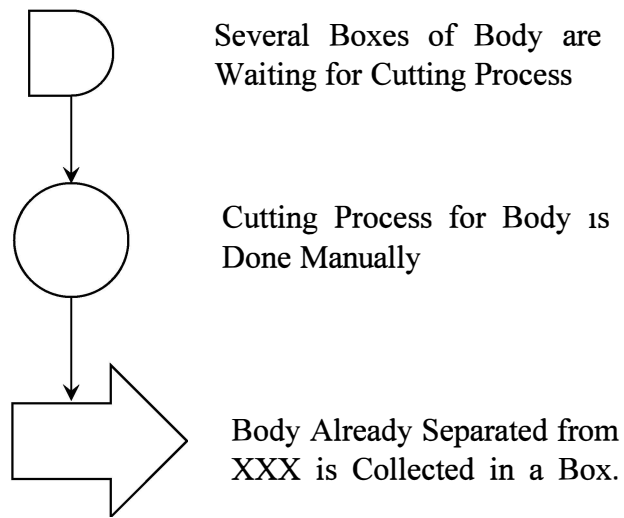 Several Boxes of Body are
Waiting for Cutting Process
Cutting Process for Body is
Done Manually
Body Already Separated from
XXX is Collected in a Box.